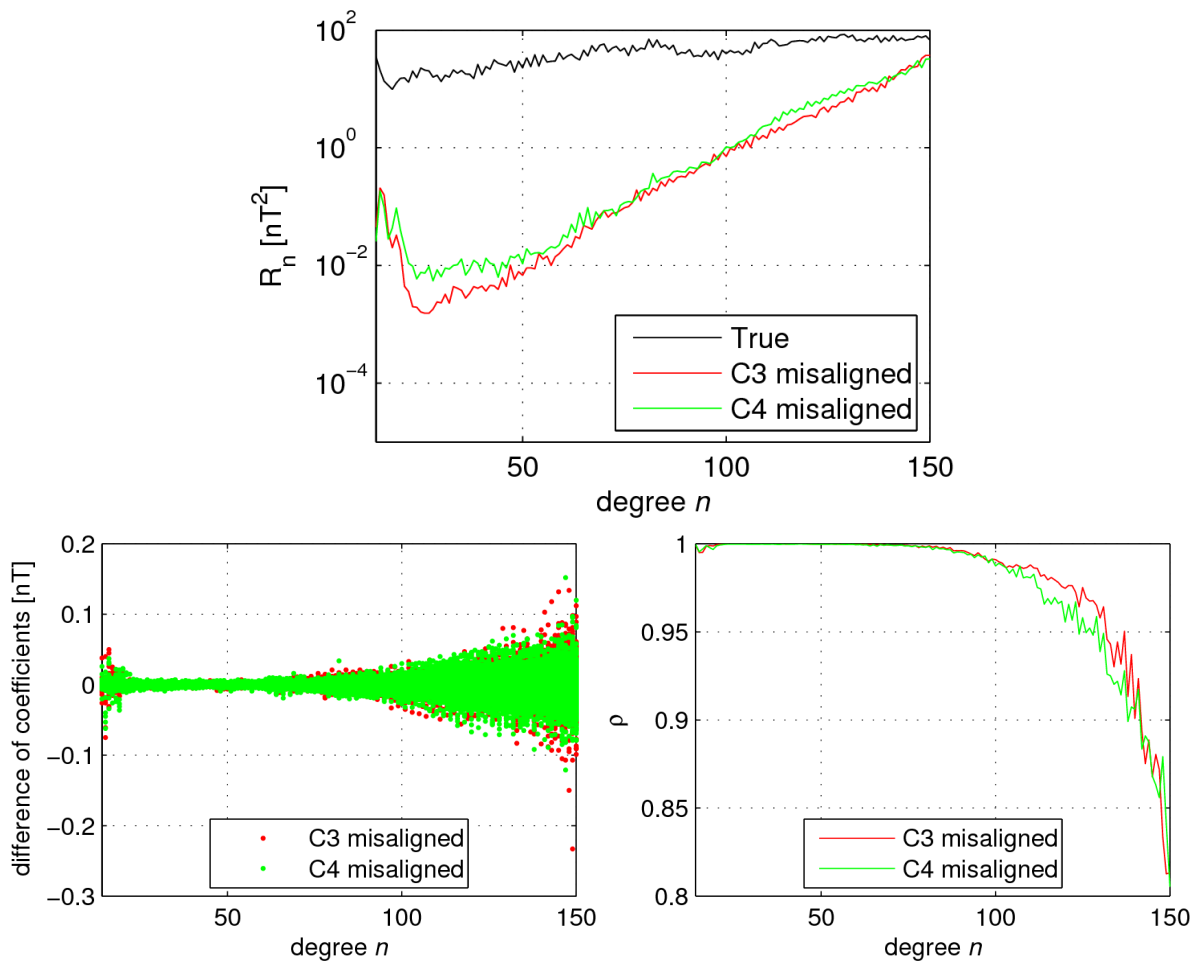 10^2
10^0
10^−2
10^−4
R_n [nT^2]
True
C3 misaligned
C4 misaligned
50
100
150
degree n
0.2
0.1
0
−0.1
−0.2
−0.3
difference of coefficients [nT]
C3 misaligned
C4 misaligned
50
100
150
degree n
1
0.95
0.9
0.85
0.8
ρ
C3 misaligned
C4 misaligned
50
100
150
degree n